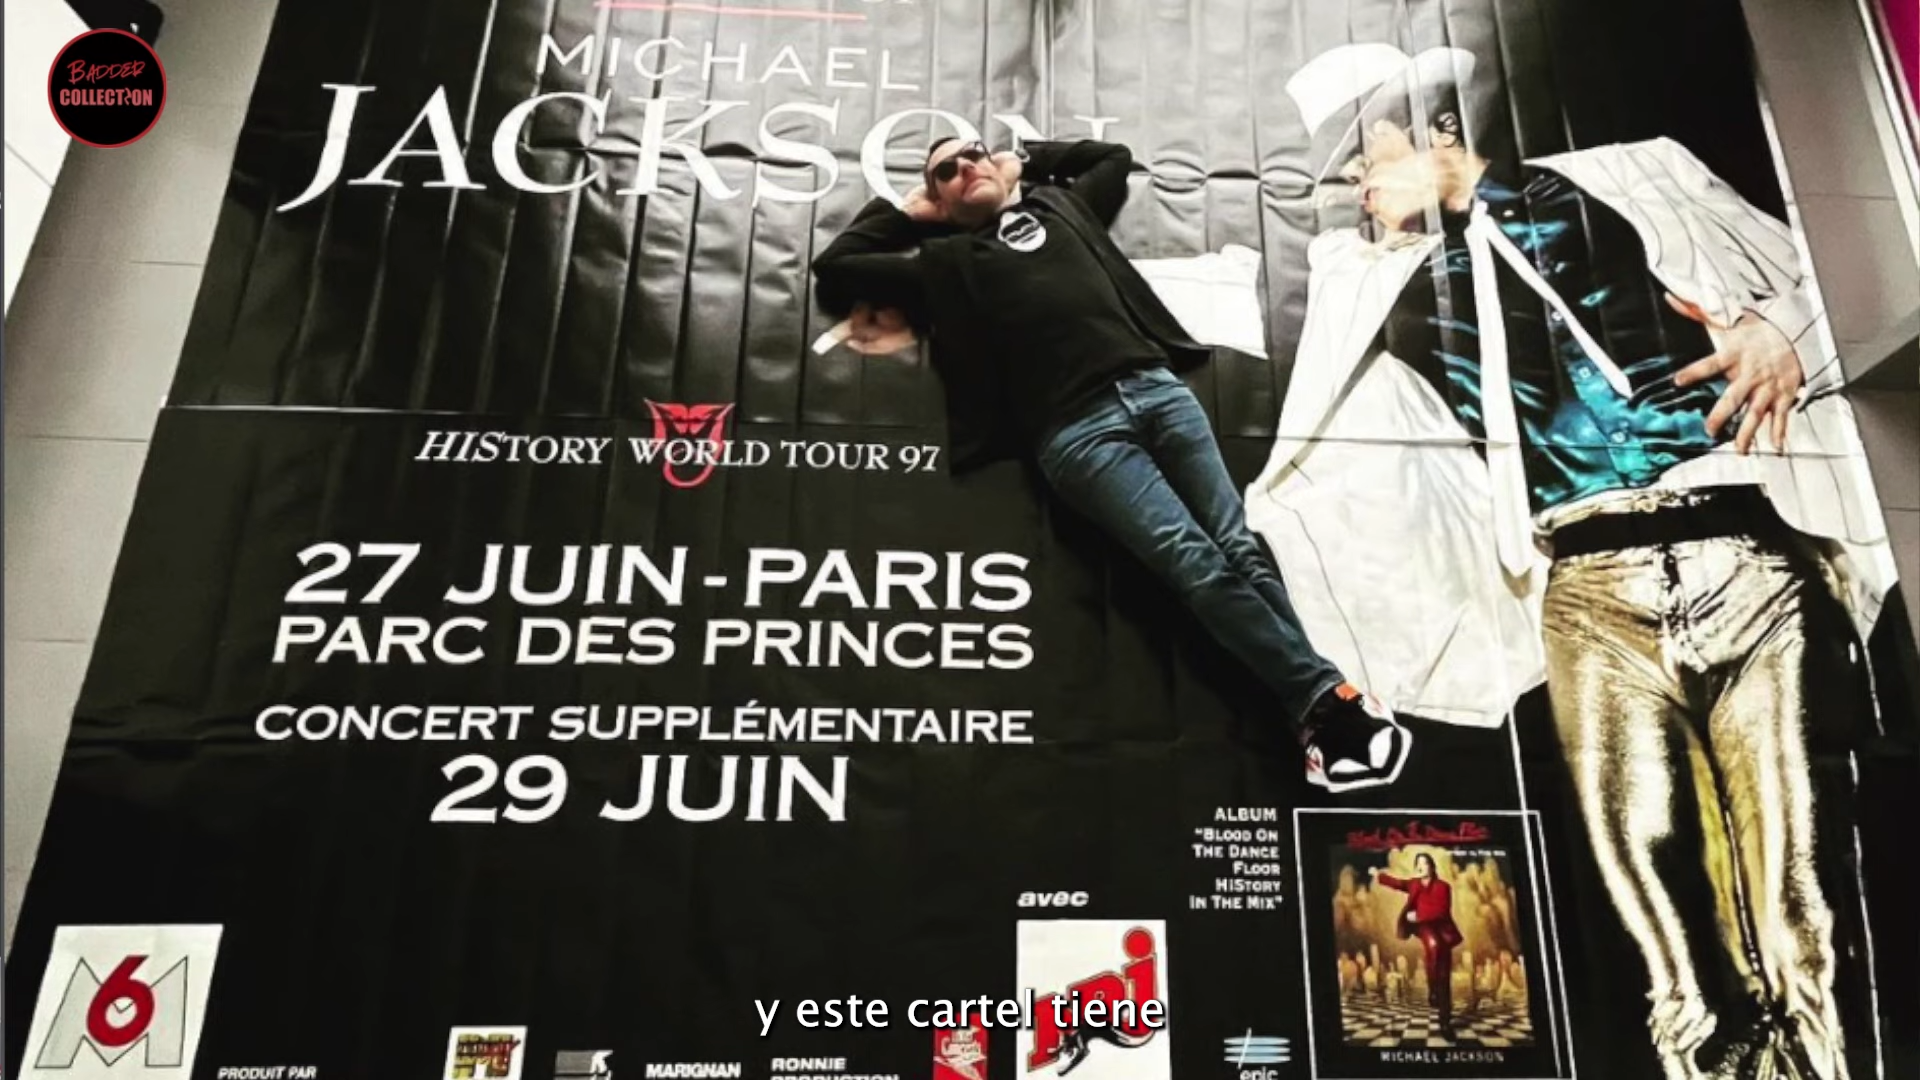 BADDER
COLLECTION
MICHAEL
JACKSON
HISTORY WORLD TOUR 97
27 JUIN - PARIS
PARC DES PRINCES
CONCERT SUPPLÉMENTAIRE
29 JUIN
ALBUM
"BLOOD ON
THE DANCE
FLOOR
HISTORY
IN THE MIX"
avec
M6
NRJ
MICHAEL JACKSON
y este cartel tiene
PRODUIT PAR
MARIGNAN
RONNIE
PRODUCTION
epic